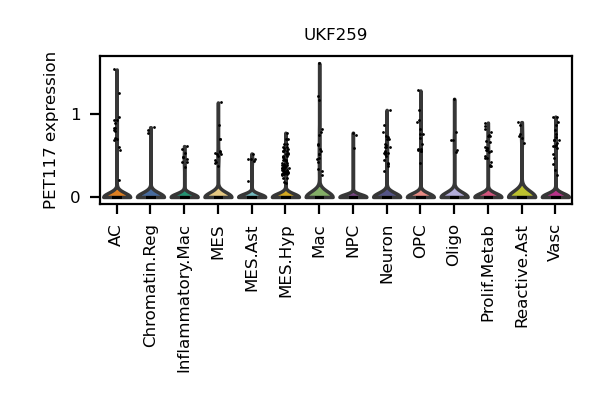 UKF259
PET117 expression
1
0
AC
Chromatin.Reg
Inflammatory.Mac
MES
MES.Ast
MES.Hyp
Mac
NPC
Neuron
OPC
Oligo
Prolif.Metab
Reactive.Ast
Vasc